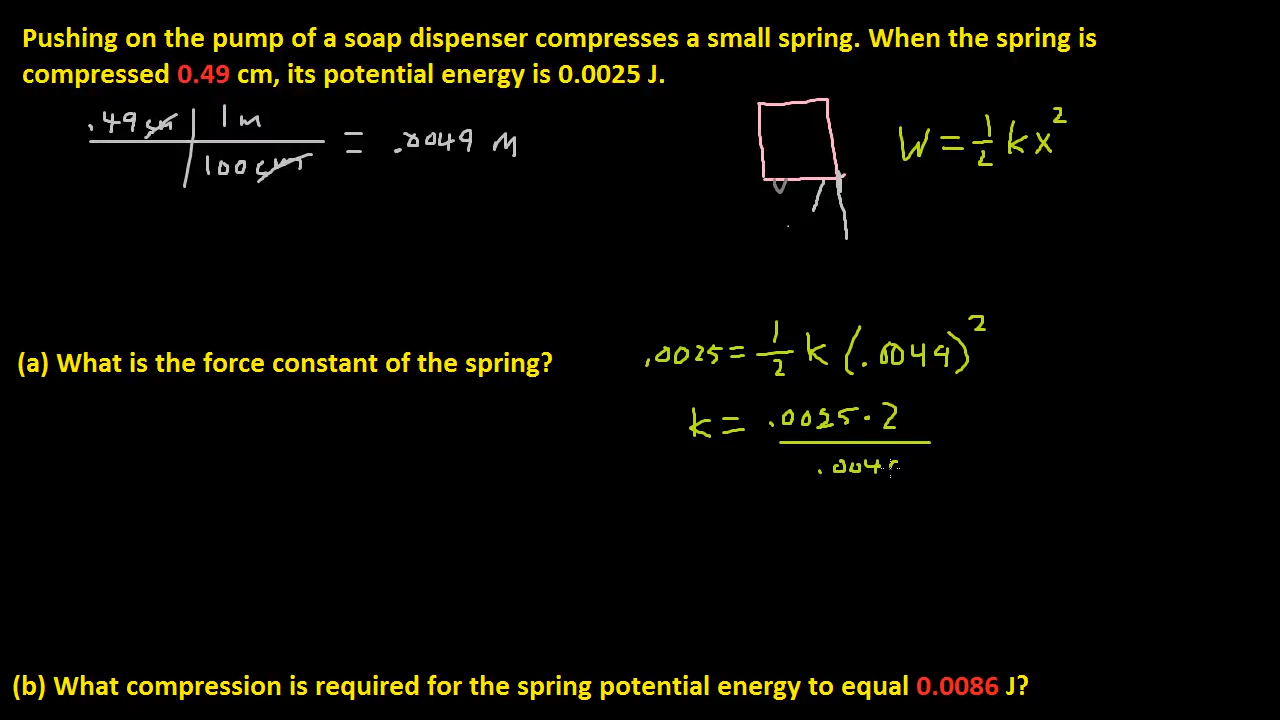 Pushing on the pump of a soap dispenser compresses a small spring. When the spring is
compressed 0.49 cm, its potential energy is 0.0025 J.
.49 cm | 1 m
100 cm = .0049 M
W = 1/2 kx²
(a) What is the force constant of the spring?
.0025 = 1/2 k (.0049)²
k = .0025 · 2
.004
(b) What compression is required for the spring potential energy to equal 0.0086 J?